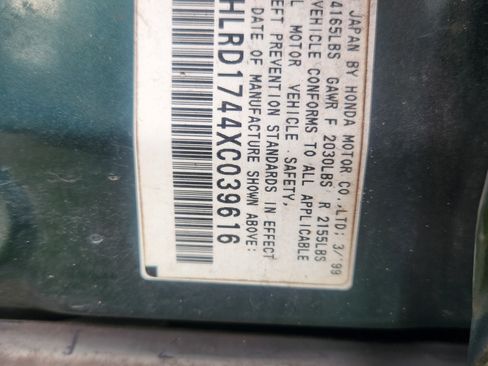 JAPAN BY HONDA MOTOR CO.,LTD; 3/'99
4165LBS GAWR F 2030LBS R 2155LBS
VEHICLE CONFORMS TO ALL APPLICABLE
L MOTOR VEHICLE SAFETY,
EFT PREVENTION STANDARDS IN EFFECT
DATE OF MANUFACTURE SHOWN ABOVE:
HLRD1744XC039616